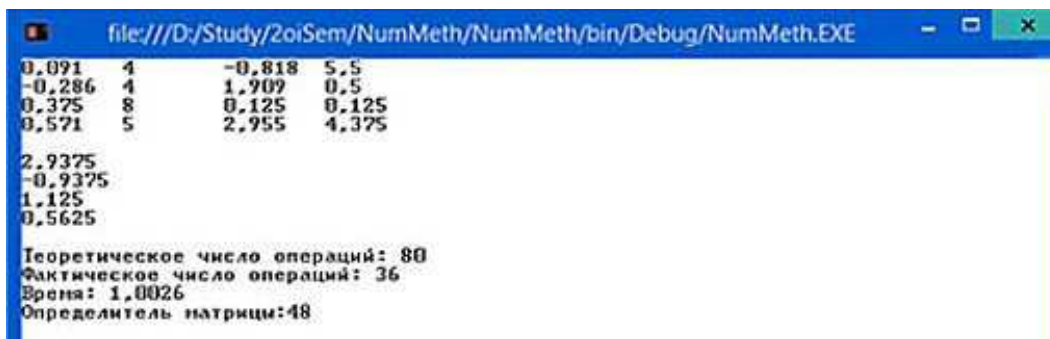 file:///D:/Study/2oiSem/NumMeth/NumMeth/bin/Debug/NumMeth.EXE
0,091 4 -0,818 5,5
-0,286 4 1,909 0,5
0,375 8 0,125 0,125
0,571 5 2,955 4,375
2,9375
-0,9375
1,125
0,5625
Теоретическое число операций: 80
Фактическое число операций: 36
Время: 1,0026
Определитель матрицы:48